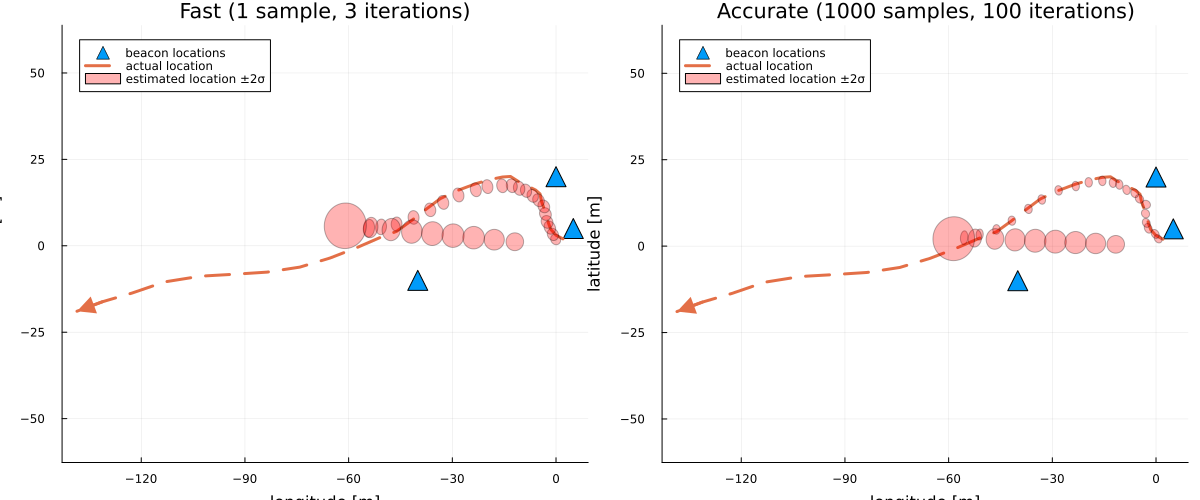 Fast (1 sample, 3 iterations)
beacon locations
actual location
estimated location ±2σ
50
25
0
−25
−50
−120
−90
−60
−30
0
longitude [m]
Accurate (1000 samples, 100 iterations)
beacon locations
actual location
estimated location ±2σ
latitude [m]
50
25
0
−25
−50
−120
−90
−60
−30
0
longitude [m]